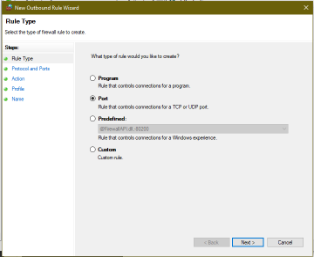 New Outbound Rule Wizard
Rule Type
Select the type of firewall rule to create.
Steps:
Rule Type
Protocol and Ports
Action
Profile
Name
What type of rule would you like to create?
Program
Rule that controls connections for a program.
Port
Rule that controls connections for a TCP or UDP port.
Predefined:
Rule that controls connections for a Windows experience.
Custom
Custom rule.
< Back
Next >
Cancel